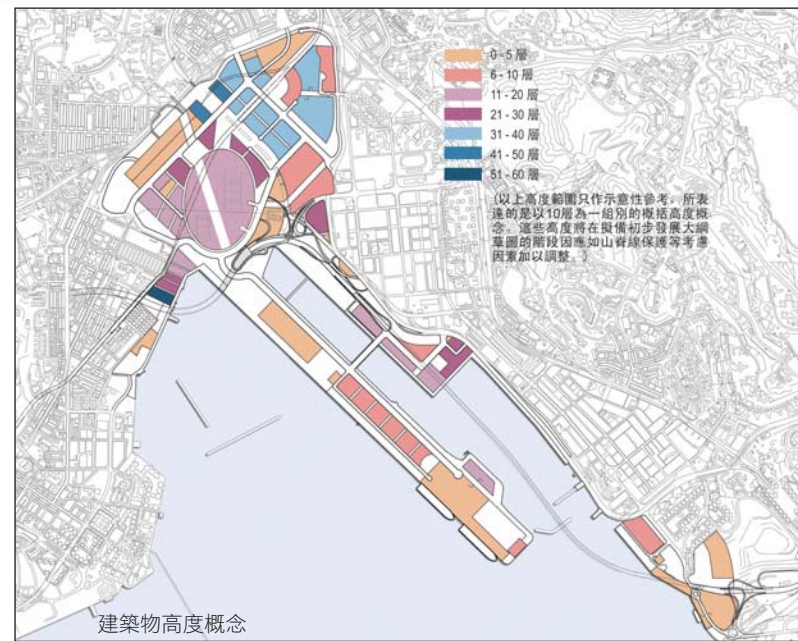 0 - 5 層
6 - 10 層
11 - 20 層
21 - 30 層
31 - 40 層
41 - 50 層
51 - 60 層
(以上高度範圍只作示意性參考，所表
達的是以10層為一組別的概括高度概
念，這些高度將在擬備初步發展大綱
草圖的階段因應如山脊線保護等考慮
因素加以調整。)
建築物高度概念